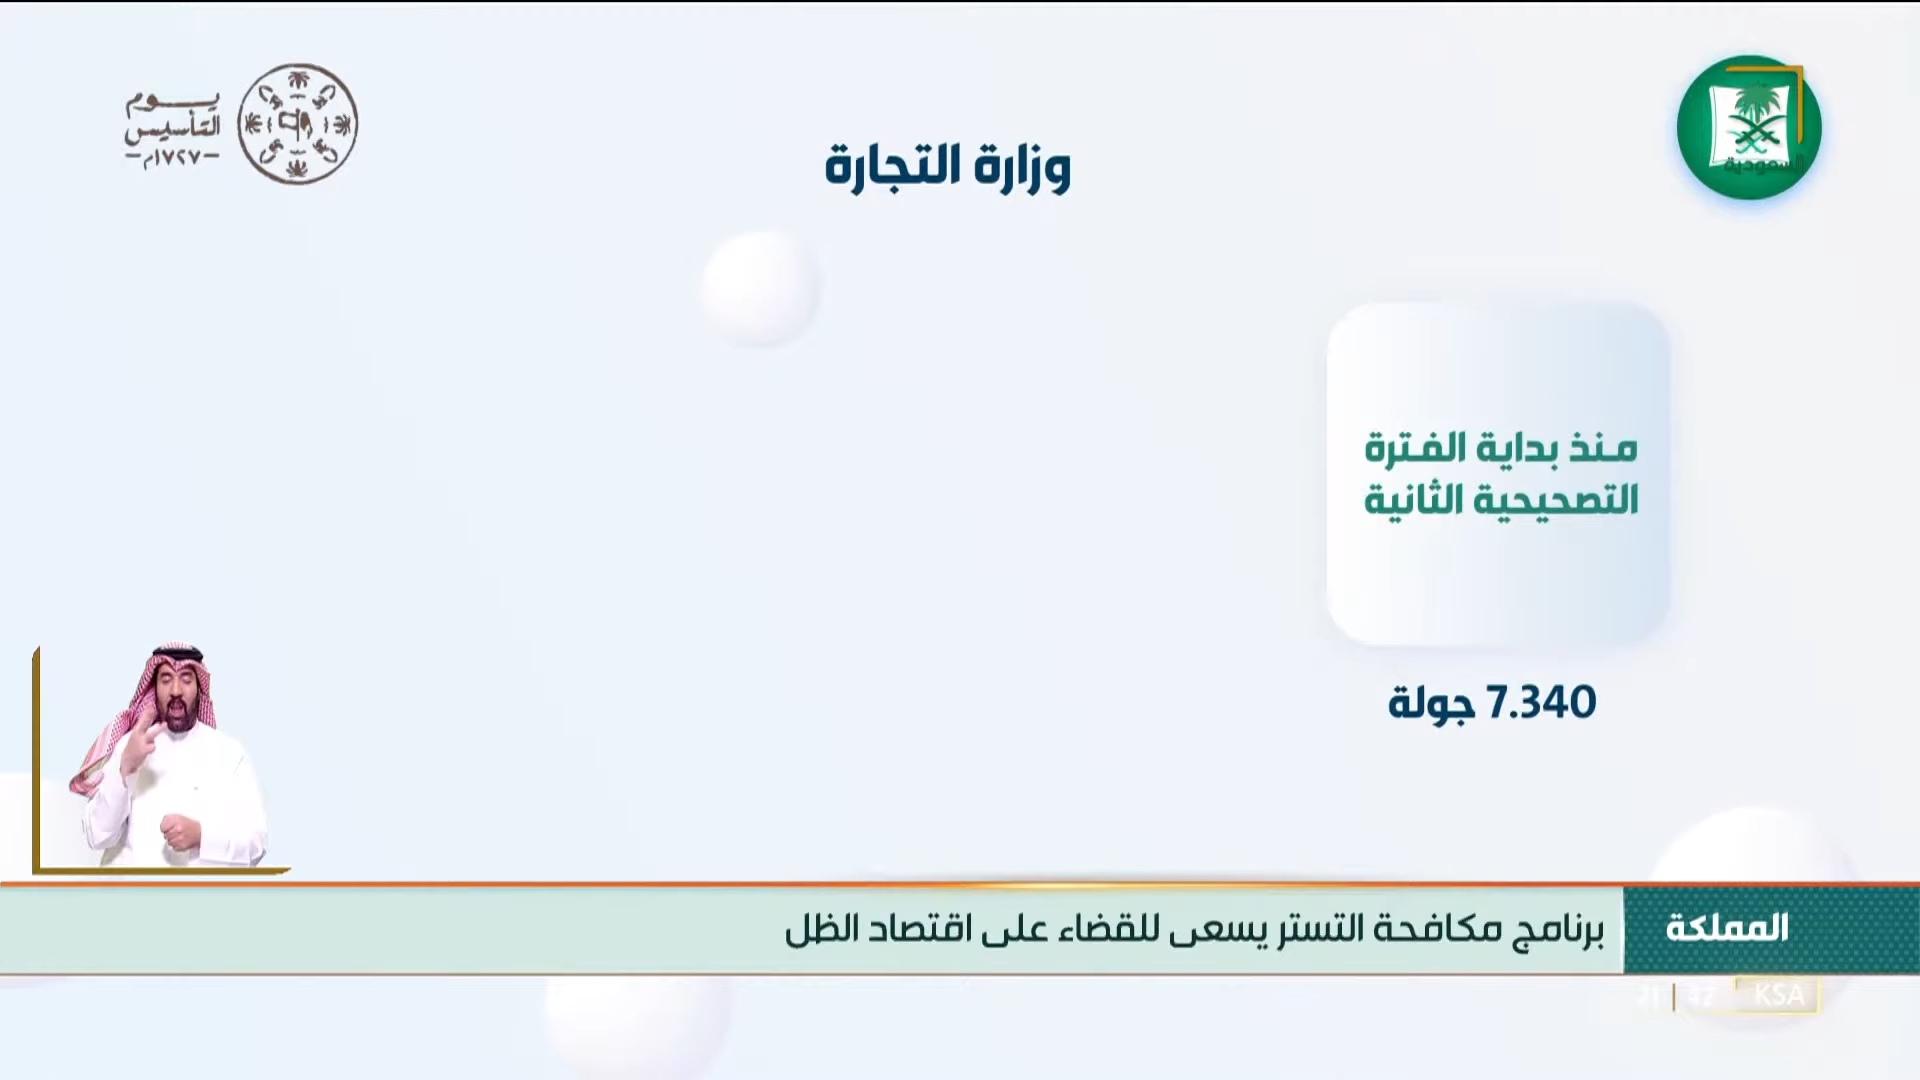 يوم
التأسيس
١٧٢٧م
السعودية
وزارة التجارة
منذ بداية الفترة
التصحيحية الثانية
7.340 جولة
المملكة
برنامج مكافحة التستر يسعى للقضاء على اقتصاد الظل
KSA